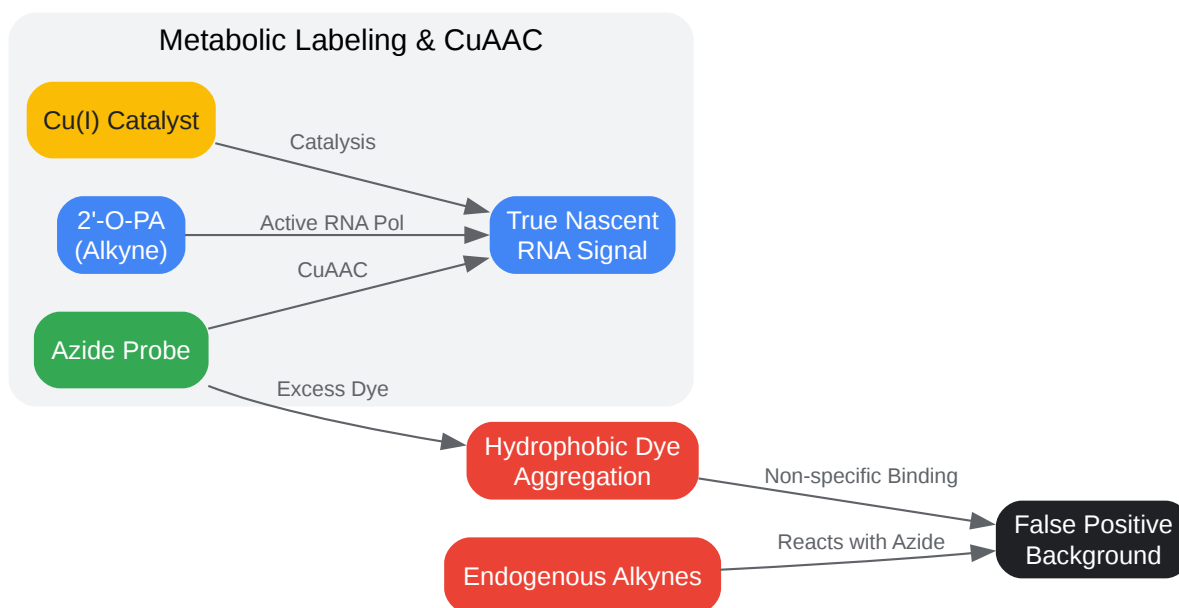 Metabolic Labeling & CuAAC
Cu(I) Catalyst
Catalysis
2'-O-PA
(Alkyne)
Active RNA Pol
True Nascent
RNA Signal
CuAAC
Azide Probe
Excess Dye
Hydrophobic Dye
Aggregation
Non-specific Binding
False Positive
Background
Reacts with Azide
Endogenous Alkynes